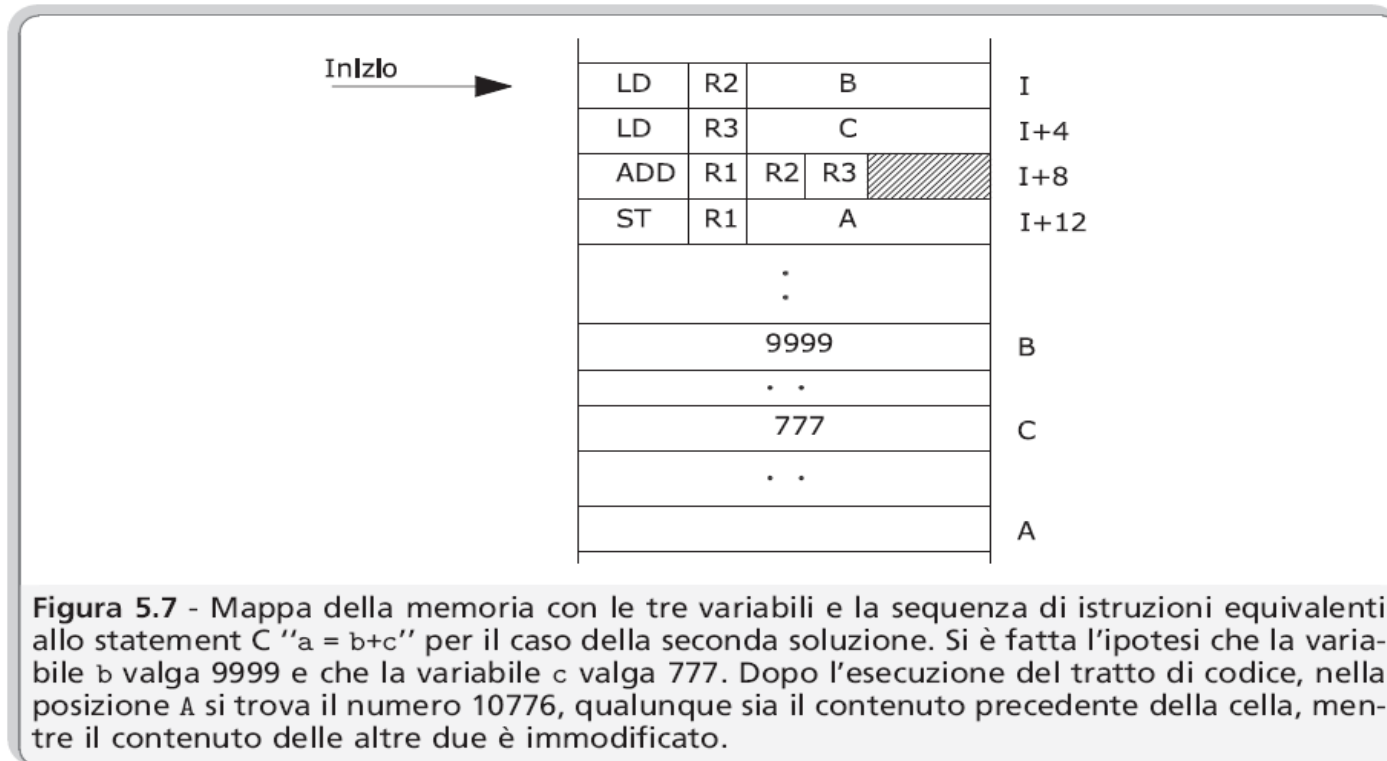 InIzIo
LD R2 B I
LD R3 C I+4
ADD R1 R2 R3 I+8
ST R1 A I+12
:
9999 B
. .
777 C
. .
A
Figura 5.7 - Mappa della memoria con le tre variabili e la sequenza di istruzioni equivalenti
allo statement C ''a = b+c'' per il caso della seconda soluzione. Si è fatta l'ipotesi che la varia-
bile b valga 9999 e che la variabile c valga 777. Dopo l'esecuzione del tratto di codice, nella
posizione A si trova il numero 10776, qualunque sia il contenuto precedente della cella, men-
tre il contenuto delle altre due è immodificato.